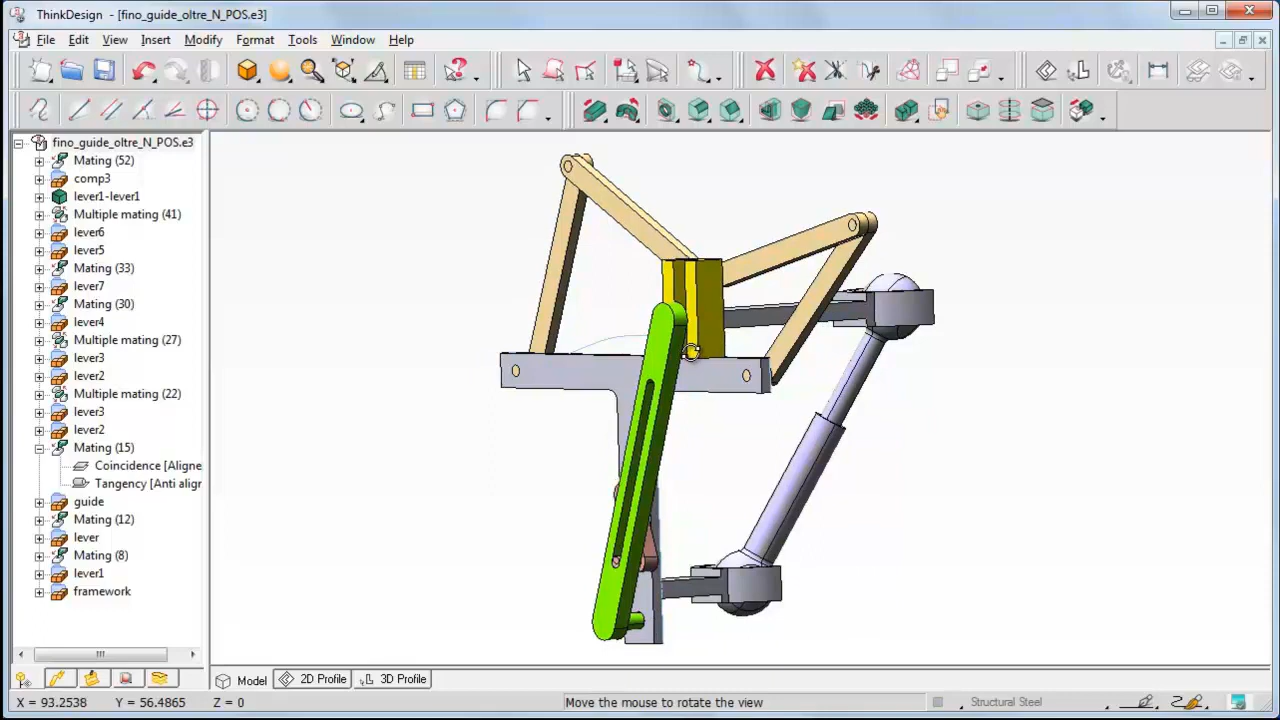 ThinkDesign - [fino_guide_oltre_N_POS.e3]
File Edit View Insert Modify Format Tools Window Help
fino_guide_oltre_N_POS.e3
Mating (52)
comp3
lever1-lever1
Multiple mating (41)
lever6
lever5
Mating (33)
lever7
Mating (30)
lever4
Multiple mating (27)
lever3
lever2
Multiple mating (22)
lever3
lever2
Mating (15)
Coincidence [Aligne
Tangency [Anti aligr
guide
Mating (12)
lever
Mating (8)
lever1
framework
Model 2D Profile 3D Profile
X = 93.2538 Y = 56.4865 Z = 0 Move the mouse to rotate the view Structural Steel